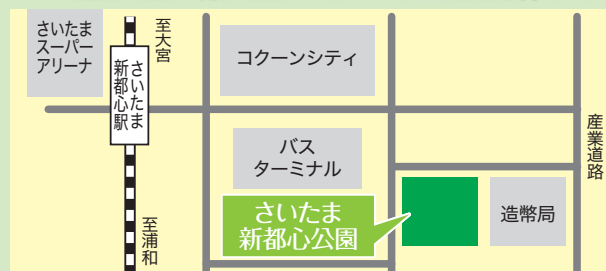 さいたま
スーパー
アリーナ
至大宮
さいたま
新都心駅
コクーンシティ
バス
ターミナル
産業道路
さいたま
新都心公園
造幣局
至浦和